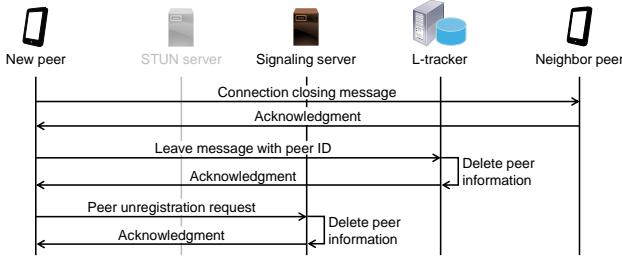 New peer
STUN server
Signaling server
L-tracker
Neighbor peer
Connection closing message
Acknowledgment
Leave message with peer ID
Delete peer
information
Acknowledgment
Peer unregistration request
Delete peer
information
Acknowledgment